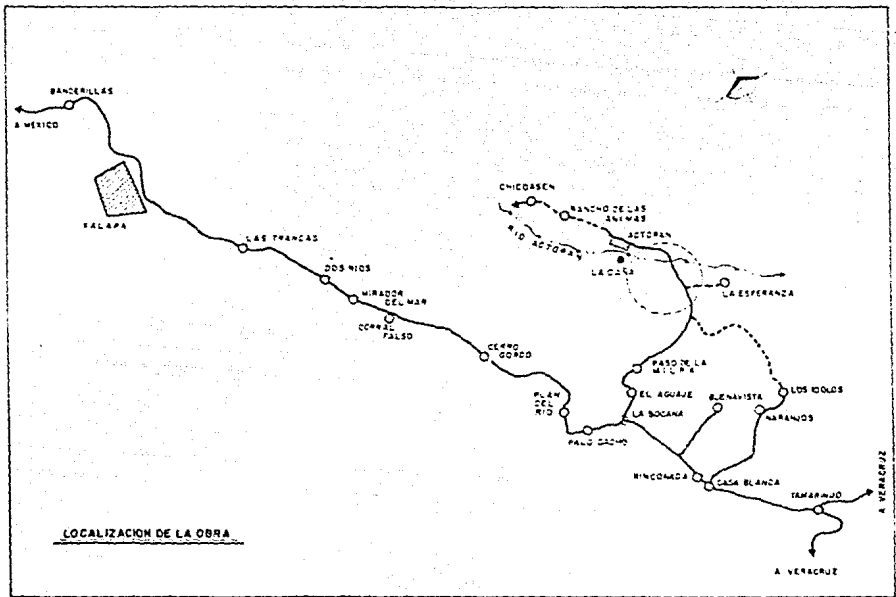 BANDERILLAS
A MEXICO
XALAPA
LAS TRANCAS
DOS RIOS
MIRADOR
DEL MAR
CORRAL
FALSO
CERRO
GORDO
PLAN
DEL
RIO
PALO GACHO
CHICOASEN
RANCHO DE LAS
ANIMAS
ACTOPAN
RIO ACTOPAN
LA CAÑA
LA ESPERANZA
PASO DE LA
MILPA
EL AGUAJE
LA BOCANA
BUENAVISTA
LOS IDOLOS
NARANJOS
RINCONADA
CASA BLANCA
TAMARINDO
A VERACRUZ
A VERACRUZ
LOCALIZACION DE LA OBRA